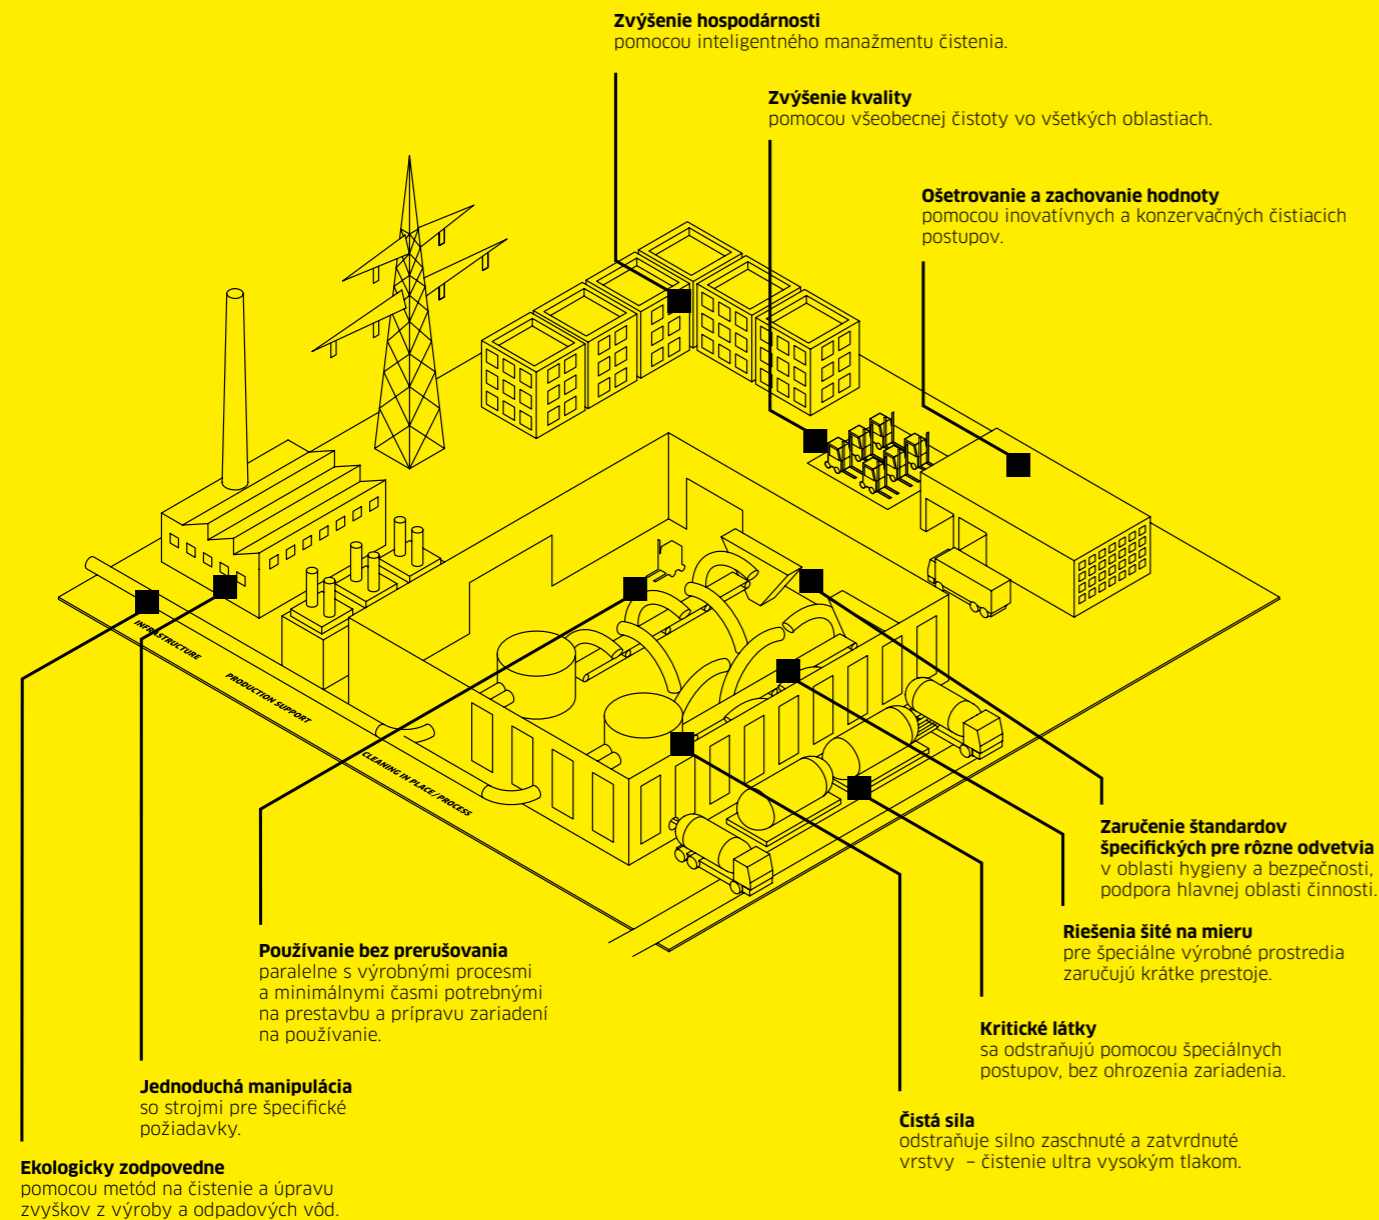 Zvýšenie hospodárnosti
pomocou inteligentného manažmentu čistenia.
Zvýšenie kvality
pomocou všeobecnej čistoty vo všetkých oblastiach.
Ošetrovanie a zachovanie hodnoty
pomocou inovatívnych a konzervačných čistiacich
postupov.
INFRASTRUCTURE
PRODUCTION SUPPORT
CLEANING IN PLACE/PROCESS
Zaručenie štandardov
špecifických pre rôzne odvetvia
v oblasti hygieny a bezpečnosti,
podpora hlavnej oblasti činnosti.
Riešenia šité na mieru
pre špeciálne výrobné prostredia
zaručujú krátke prestoje.
Používanie bez prerušovania
paralelne s výrobnými procesmi
a minimálnymi časmi potrebnými
na prestavbu a prípravu zariadení
na používanie.
Kritické látky
sa odstraňujú pomocou špeciálnych
postupov, bez ohrozenia zariadenia.
Jednoduchá manipulácia
so strojmi pre špecifické
požiadavky.
Čistá sila
odstraňuje silno zaschnuté a zatvrdnuté
vrstvy – čistenie ultra vysokým tlakom.
Ekologicky zodpovedne
pomocou metód na čistenie a úpravu
zvyškov z výroby a odpadových vôd.